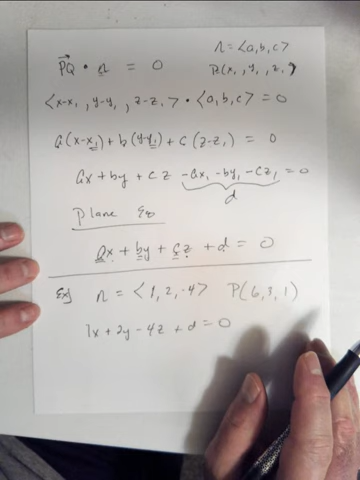 n = <a,b,c>
PQ • n = 0
P(x₁, y₁, z₁)
<x-x₁, y-y₁, z-z₁> • <a,b,c> = 0
a(x-x₁) + b(y-y₁) + c(z-z₁) = 0
ax + by + cz -ax₁ -by₁ -cz₁ = 0
d
Plane Eq
ax + by + cz + d = 0
Ex] n = <1, 2, -4> P(6, 3, 1)
1x + 2y - 4z + d = 0